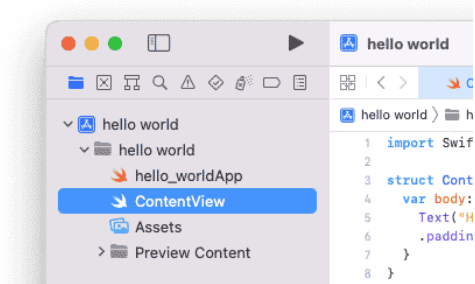 hello world
hello world
hello world
hello_worldApp
ContentView
Assets
Preview Content
hello world
1 import Swif
2
3 struct Cont
4 var body:
5 Text("H
6 .paddin
7 }
8 }